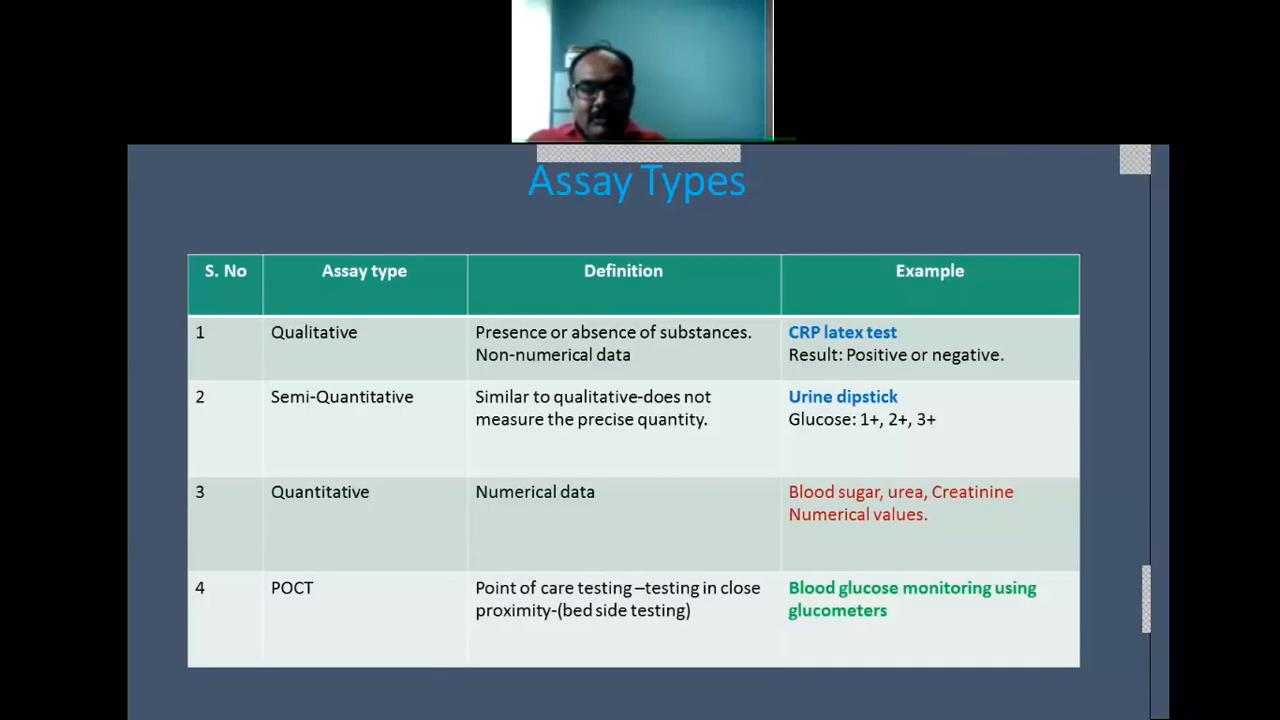 Assay Types
S. No Assay type Definition Example
1 Qualitative Presence or absence of substances. CRP latex test
Non-numerical data Result: Positive or negative.
2 Semi-Quantitative Similar to qualitative-does not Urine dipstick
measure the precise quantity. Glucose: 1+, 2+, 3+
3 Quantitative Numerical data Blood sugar, urea, Creatinine
Numerical values.
4 POCT Point of care testing –testing in close Blood glucose monitoring using
proximity-(bed side testing) glucometers